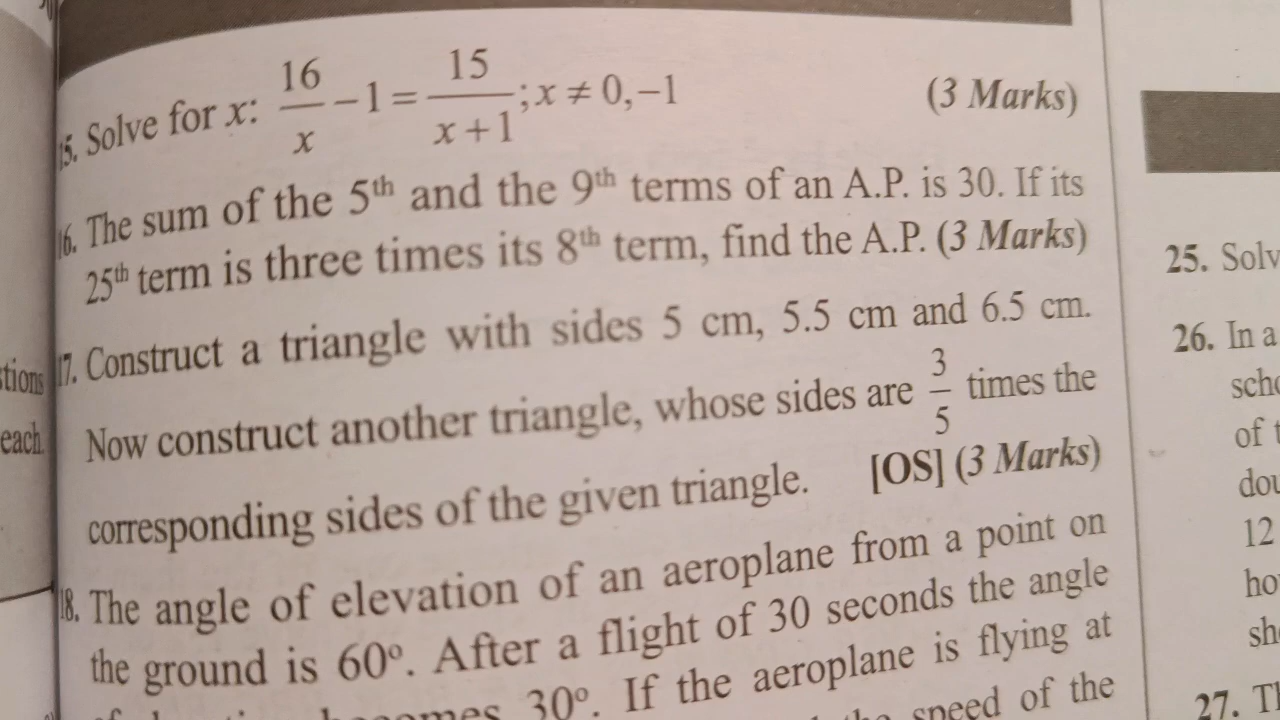 15. Solve for x: 16/x − 1 = 15/(x+1) ; x ≠ 0, −1 (3 Marks)
16. The sum of the 5th and the 9th terms of an A.P. is 30. If its
25th term is three times its 8th term, find the A.P. (3 Marks)
17. Construct a triangle with sides 5 cm, 5.5 cm and 6.5 cm.
Now construct another triangle, whose sides are 3/5 times the
corresponding sides of the given triangle. [OS] (3 Marks)
18. The angle of elevation of an aeroplane from a point on
the ground is 60°. After a flight of 30 seconds the angle
30°. If the aeroplane is flying at
speed of the
each
25. Solv
26. In a
of
12
27.